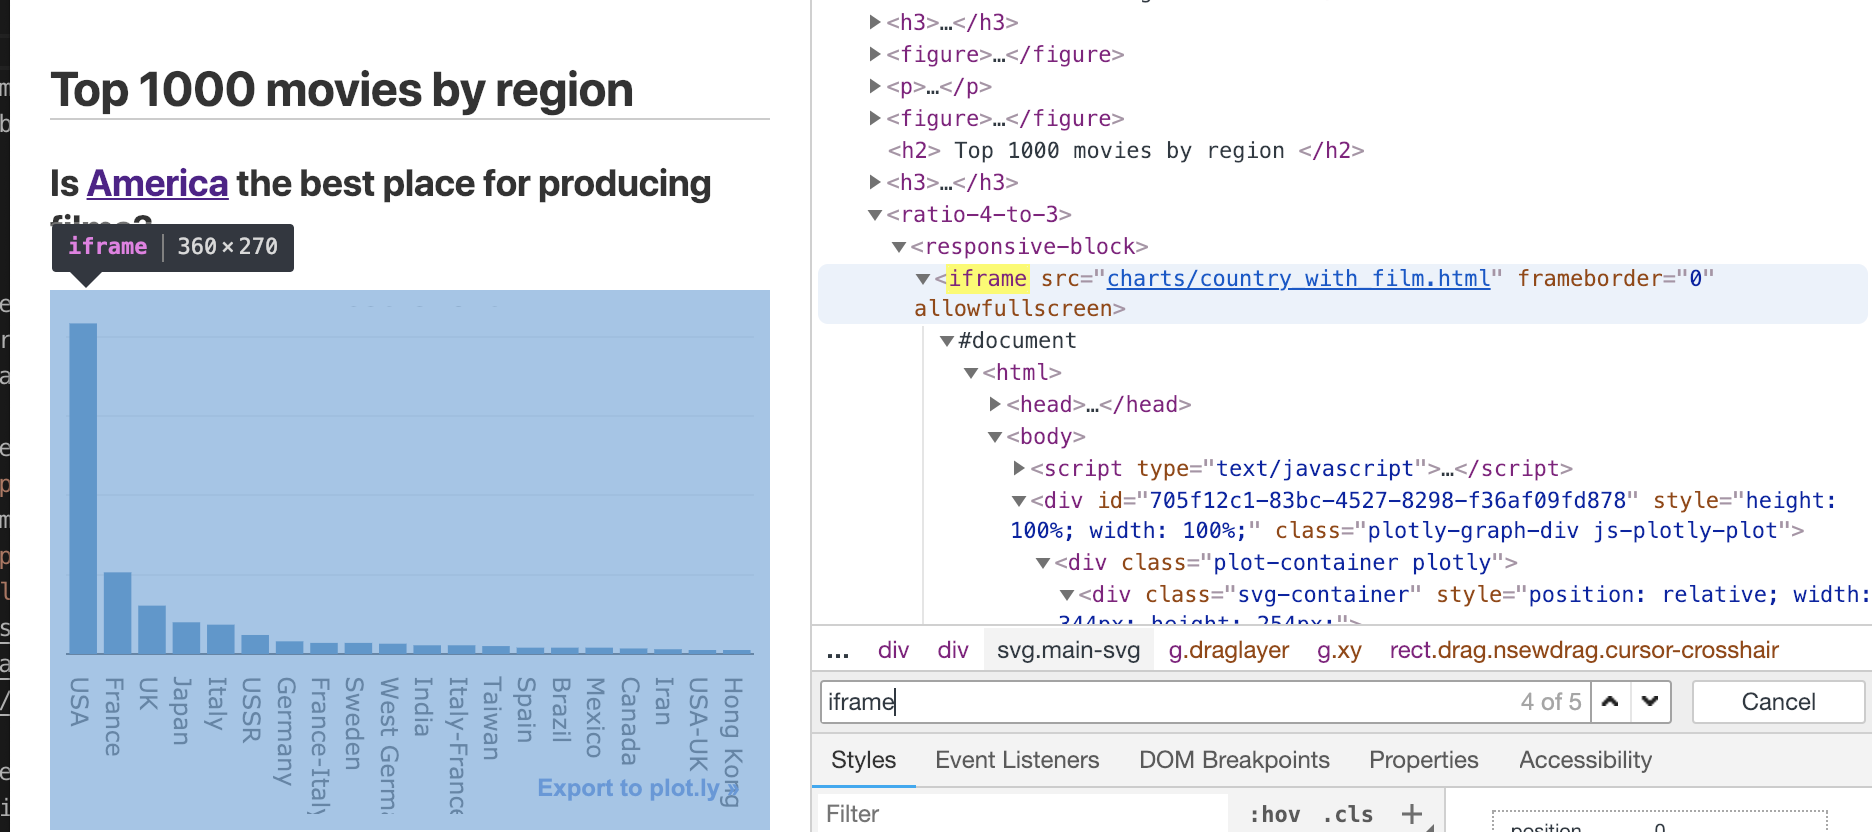 Top 1000 movies by region
Is America the best place for producing
films?
iframe 360×270
USA
France
UK
Japan
Italy
USSR
Germany
France-Italy
Sweden
West Germa
India
Italy-France
Taiwan
Spain
Brazil
Mexico
Canada
Iran
USA-UK
Hong Kong
Export to plot.ly »
<h3>…</h3>
<figure>…</figure>
<p>…</p>
<figure>…</figure>
<h2> Top 1000 movies by region </h2>
<h3>…</h3>
<ratio-4-to-3>
<responsive-block>
<iframe src="charts/country_with_film.html" frameborder="0"
allowfullscreen>
#document
<html>
<head>…</head>
<body>
<script type="text/javascript">…</script>
<div id="705f12c1-83bc-4527-8298-f36af09fd878" style="height:
100%; width: 100%;" class="plotly-graph-div js-plotly-plot">
<div class="plot-container plotly">
<div class="svg-container" style="position: relative; width:
344px; height: 254px;">
... div div svg.main-svg g.draglayer g.xy rect.drag.nsewdrag.cursor-crosshair
iframe 4 of 5 Cancel
Styles Event Listeners DOM Breakpoints Properties Accessibility
Filter :hov .cls +
position 0